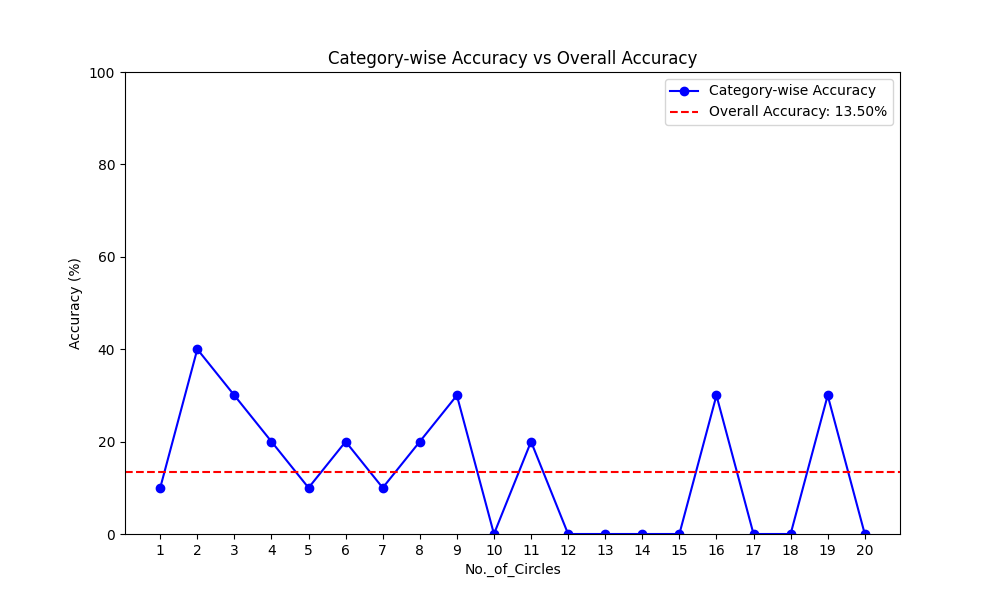 Category-wise Accuracy vs Overall Accuracy
Category-wise Accuracy
Overall Accuracy: 13.50%
Accuracy (%)
100
80
60
40
20
0
1 2 3 4 5 6 7 8 9 10 11 12 13 14 15 16 17 18 19 20
No._of_Circles